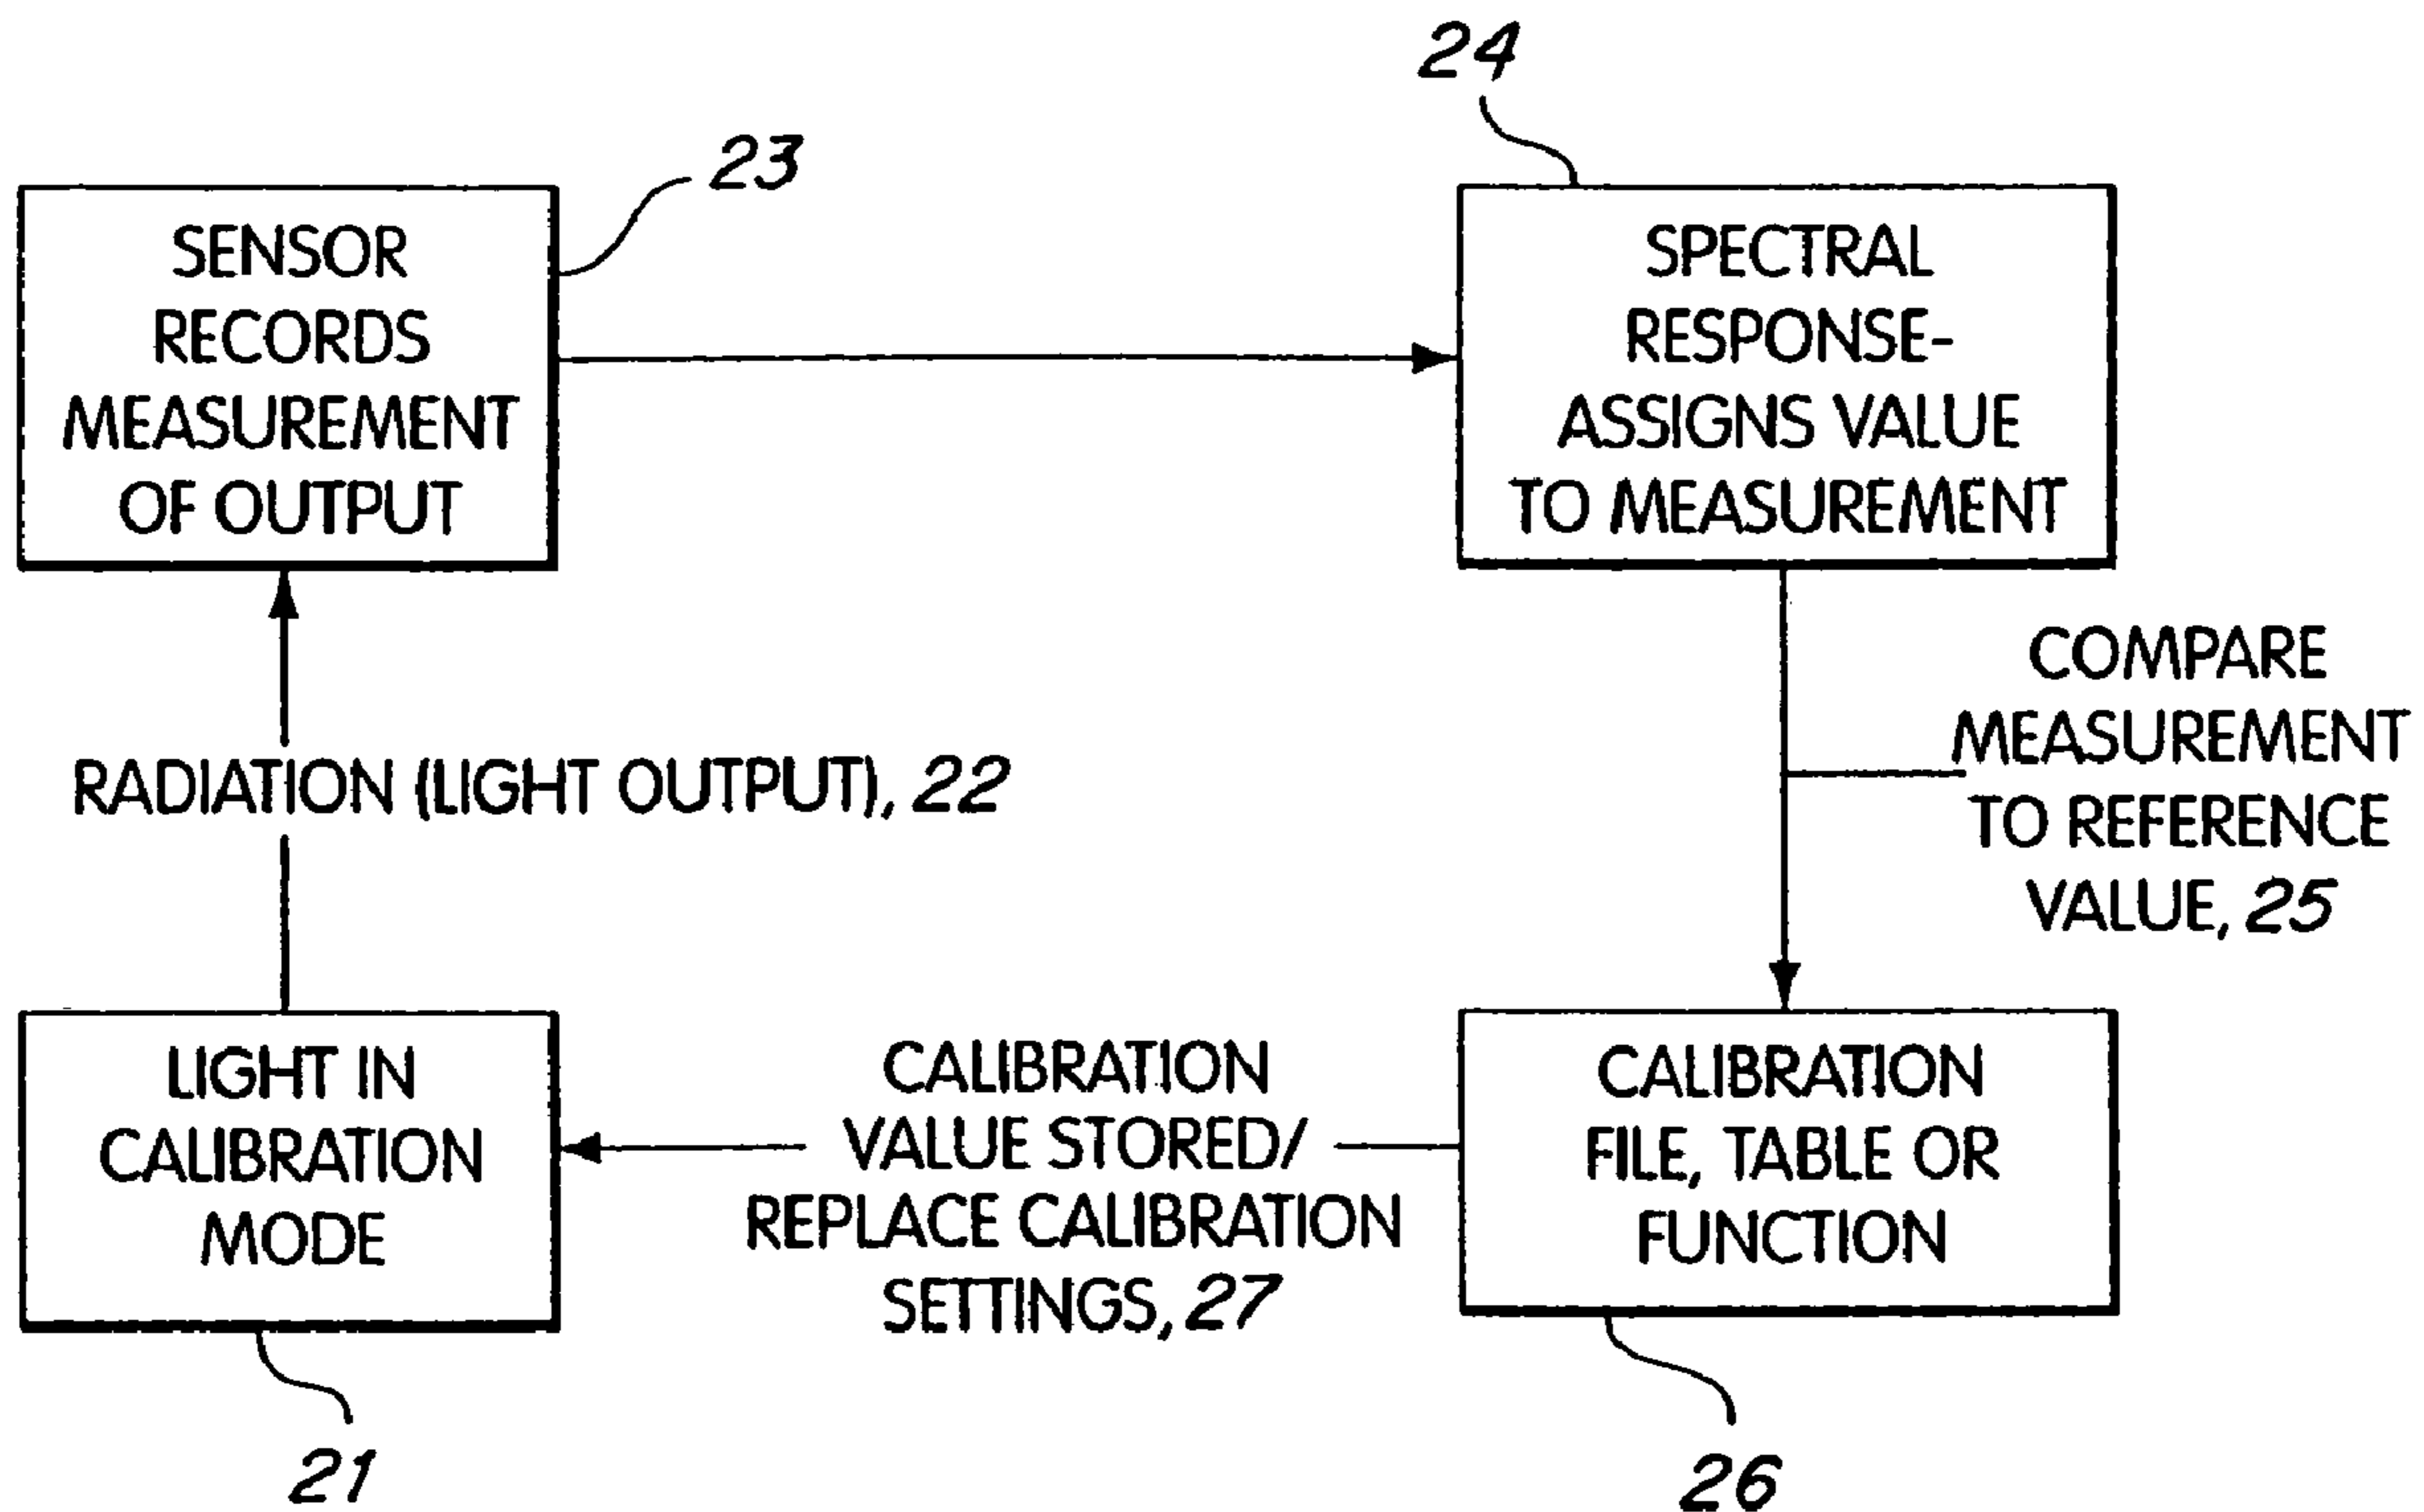 24
23
SENSOR
RECORDS
MEASUREMENT
OF OUTPUT
SPECTRAL
RESPONSE-
ASSIGNS VALUE
TO MEASUREMENT
COMPARE
MEASUREMENT
TO REFERENCE
VALUE, 25
RADIATION (LIGHT OUTPUT), 22
LIGHT IN
CALIBRATION
MODE
CALIBRATION
VALUE STORED/
REPLACE CALIBRATION
SETTINGS, 27
CALIBRATION
FILE, TABLE OR
FUNCTION
21
26